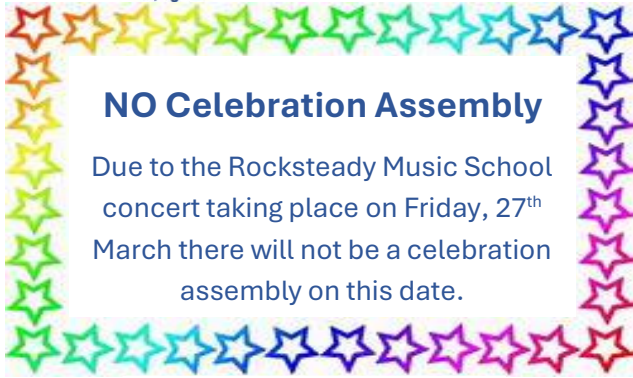 NO Celebration Assembly
Due to the Rocksteady Music School
concert taking place on Friday, 27th
March there will not be a celebration
assembly on this date.